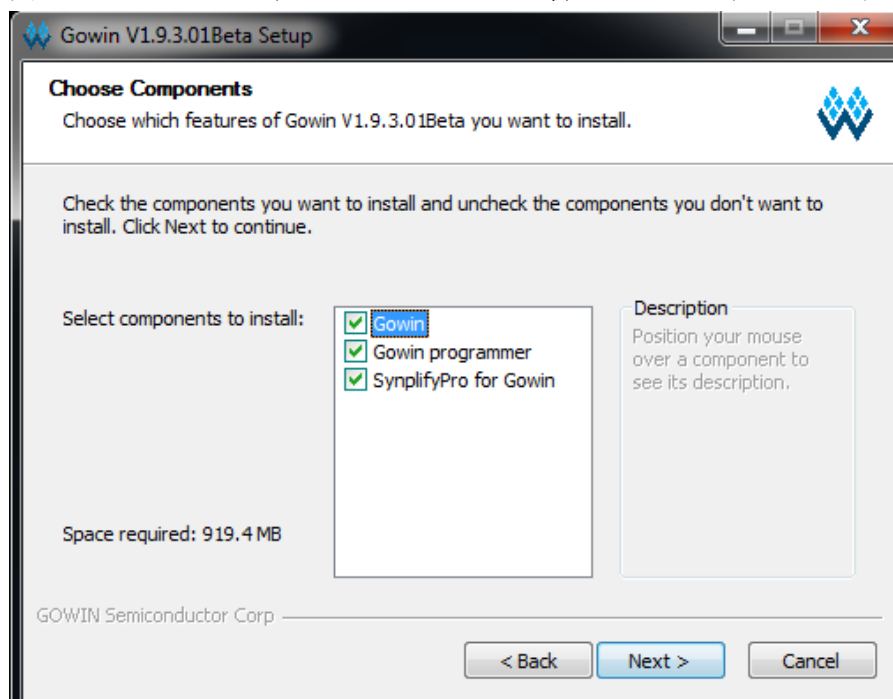 Gowin V1.9.3.01Beta Setup
Choose Components
Choose which features of Gowin V1.9.3.01Beta you want to install.
Check the components you want to install and uncheck the components you don't want to
install. Click Next to continue.
Select components to install:
Gowin
Gowin programmer
SynplifyPro for Gowin
Description
Position your mouse
over a component to
see its description.
Space required: 919.4 MB
GOWIN Semiconductor Corp
< Back
Next >
Cancel